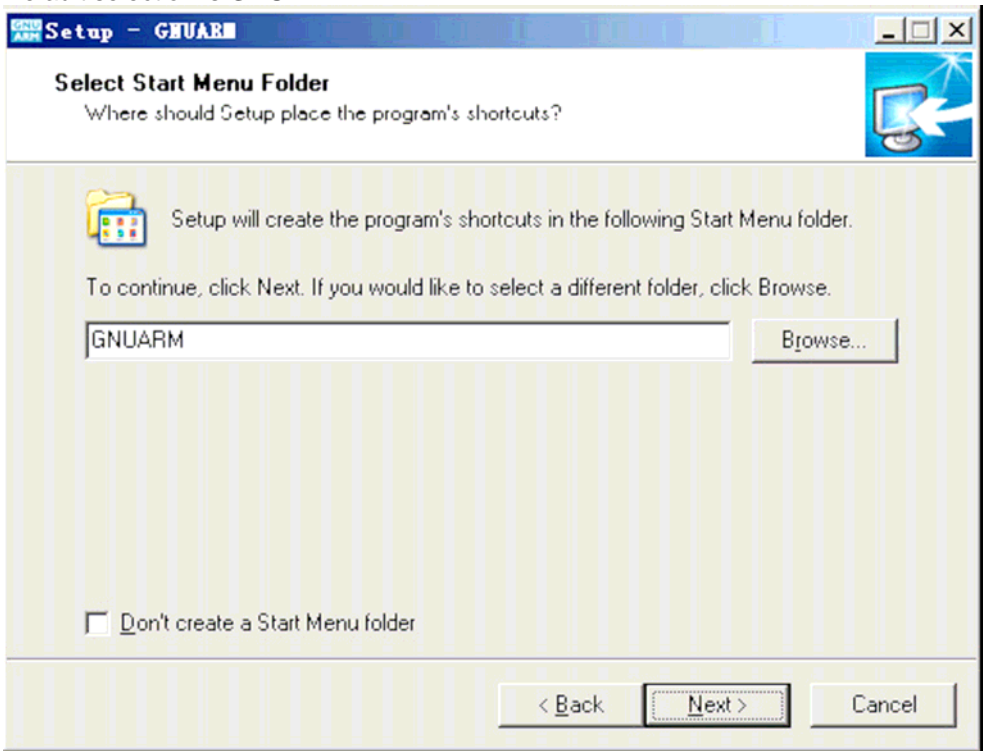 GNU
ARM
Setup - GNUARM
Select Start Menu Folder
Where should Setup place the program's shortcuts?
Setup will create the program's shortcuts in the following Start Menu folder.
To continue, click Next. If you would like to select a different folder, click Browse.
GNUARM
Browse...
Don't create a Start Menu folder
< Back
Next >
Cancel